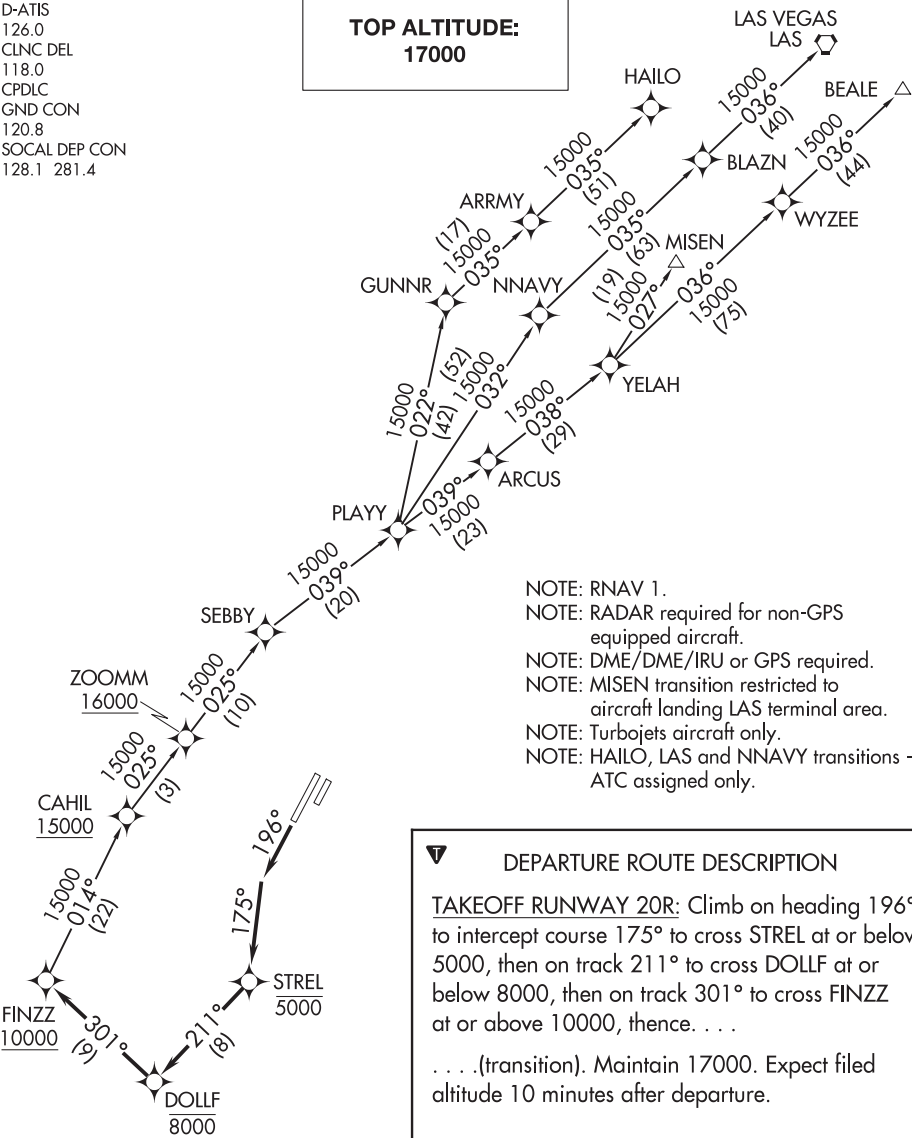 D-ATIS
126.0
CLNC DEL
118.0
CPDLC
GND CON
120.8
SOCAL DEP CON
128.1 281.4
TOP ALTITUDE:
17000
LAS VEGAS
LAS
HAILO
BEALE
15000
036°
(40)
15000
036°
(44)
15000
035°
(51)
BLAZN
ARRMY
WYZEE
(17)
15000
035°
15000
035°
(63)
MISEN
(19)
15000
027°
036°
15000
(75)
GUNNR
NNAVY
15000
022°
(42)
(52)
15000
032°
YELAH
15000
038°
(29)
ARCUS
PLAYY
039°
15000
(23)
15000
039°
(20)
SEBBY
ZOOMM
16000
15000
025°
(10)
15000
025°
(3)
CAHIL
15000
15000
014°
(22)
196°
175°
STREL
5000
FINZZ
10000
301°
(9)
211°
(8)
DOLLF
8000
NOTE: RNAV 1.
NOTE: RADAR required for non-GPS
equipped aircraft.
NOTE: DME/DME/IRU or GPS required.
NOTE: MISEN transition restricted to
aircraft landing LAS terminal area.
NOTE: Turbojets aircraft only.
NOTE: HAILO, LAS and NNAVY transitions -
ATC assigned only.
T
DEPARTURE ROUTE DESCRIPTION
TAKEOFF RUNWAY 20R: Climb on heading 196°
to intercept course 175° to cross STREL at or below
5000, then on track 211° to cross DOLLF at or
below 8000, then on track 301° to cross FINZZ
at or above 10000, thence. . . .
. . . .(transition). Maintain 17000. Expect filed
altitude 10 minutes after departure.